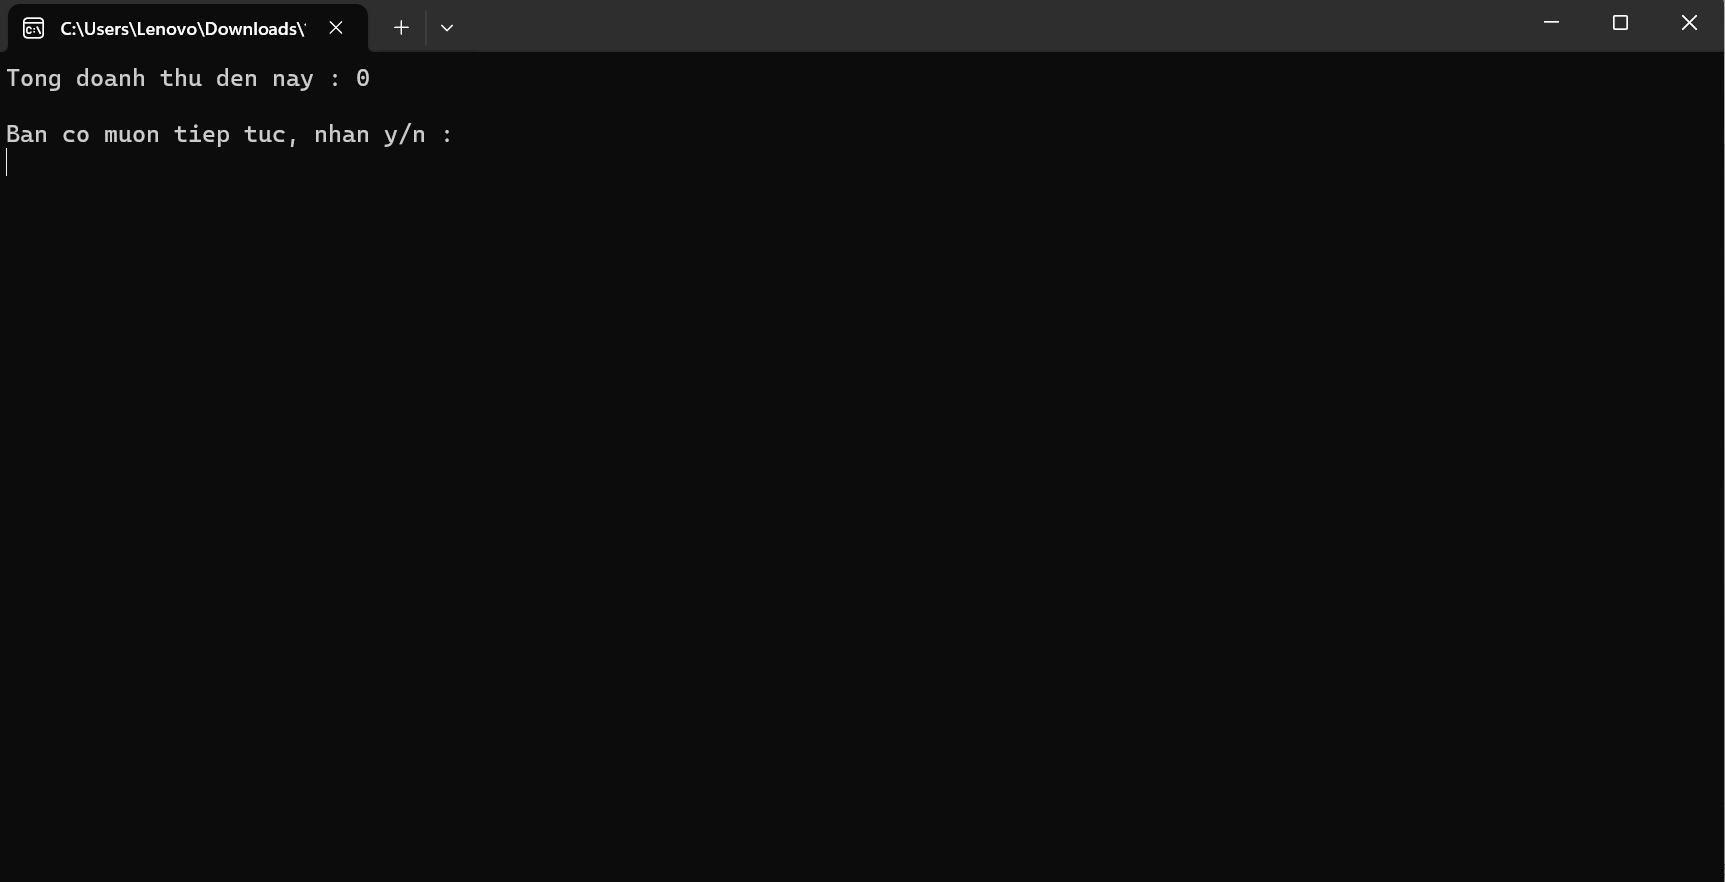 C:\Users\Lenovo\Downloads\
Tong doanh thu den nay : 0
Ban co muon tiep tuc, nhan y/n :